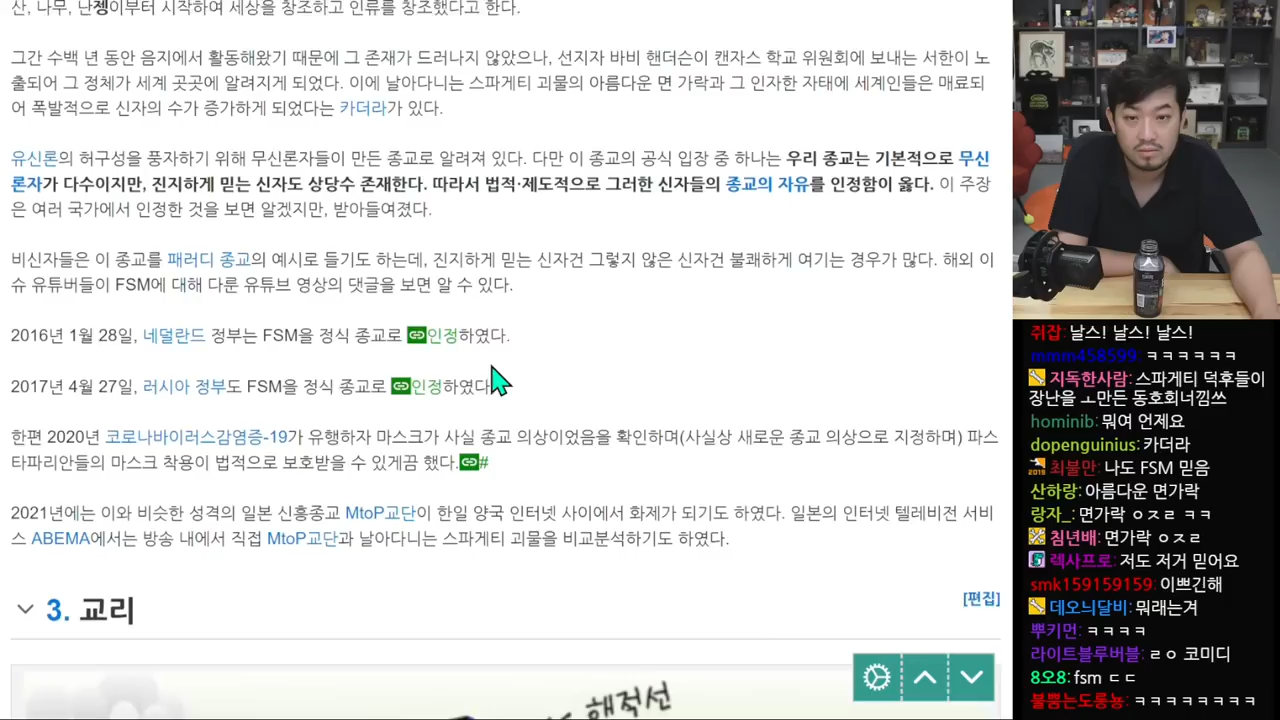 산, 나무, 난쟁이부터 시작하여 세상을 창조하고 인류를 창조했다고 한다.
그간 수백 년 동안 음지에서 활동해왔기 때문에 그 존재가 드러나지 않았으나, 선지자 바비 핸더슨이 캔자스 학교 위원회에 보내는 서한이 노
출되어 그 정체가 세계 곳곳에 알려지게 되었다. 이에 날아다니는 스파게티 괴물의 아름다운 면 가락과 그 인자한 자태에 세계인들은 매료되
어 폭발적으로 신자의 수가 증가하게 되었다는 카더라가 있다.
유신론의 허구성을 풍자하기 위해 무신론자들이 만든 종교로 알려져 있다. 다만 이 종교의 공식 입장 중 하나는 우리 종교는 기본적으로 무신
론자가 다수이지만, 진지하게 믿는 신자도 상당수 존재한다. 따라서 법적·제도적으로 그러한 신자들의 종교의 자유를 인정함이 옳다. 이 주장
은 여러 국가에서 인정한 것을 보면 알겠지만, 받아들여졌다.
비신자들은 이 종교를 패러디 종교의 예시로 들기도 하는데, 진지하게 믿는 신자건 그렇지 않은 신자건 불쾌하게 여기는 경우가 많다. 해외 이
슈 유튜버들이 FSM에 대해 다룬 유튜브 영상의 댓글을 보면 알 수 있다.
2016년 1월 28일, 네덜란드 정부는 FSM을 정식 종교로 인정하였다.
2017년 4월 27일, 러시아 정부도 FSM을 정식 종교로 인정하였다
한편 2020년 코로나바이러스감염증-19가 유행하자 마스크가 사실 종교 의상이었음을 확인하며(사실상 새로운 종교 의상으로 지정하며) 파스
타파리안들의 마스크 착용이 법적으로 보호받을 수 있게끔 했다.#
2021년에는 이와 비슷한 성격의 일본 신흥종교 MtoP교단이 한일 양국 인터넷 사이에서 화제가 되기도 하였다. 일본의 인터넷 텔레비전 서비
스 ABEMA에서는 방송 내에서 직접 MtoP교단과 날아다니는 스파게티 괴물을 비교분석하기도 하였다.
3. 교리
[편집]
해적선
쥐잡: 날스! 날스! 날스!
mmm458599: ㅋㅋㅋㅋㅋㅋ
지독한사람: 스파게티 덕후들이
장난을 ㅗ만든 동호회너낌쓰
hominib: 뭐여 언제요
dopenguinius: 카더라
최불만: 나도 FSM 믿음
산하랑: 아름다운 면가락
랑자_: 면가락 ㅇㅈㄹ ㅋㅋ
침년배: 면가락 ㅇㅈㄹ
렉사프로: 저도 저거 믿어요
smk159159159: 이쁘긴해
데오늬달비: 뭐래는겨
뿌키먼: ㅋㅋㅋㅋ
라이트블루버블: ㄹㅇ 코미디
8오8: fsm ㄷㄷ
불뿜는도롱뇽: ㅋㅋㅋㅋㅋㅋㅋㅋㅋ